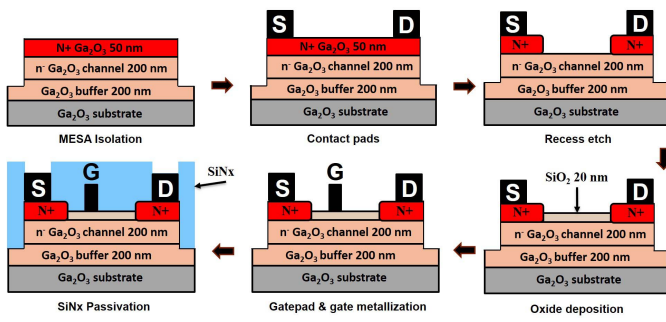 N+ Ga₂O₃ 50 nm
n⁻ Ga₂O₃ channel 200 nm
Ga₂O₃ buffer 200 nm
Ga₂O₃ substrate
MESA Isolation
S D
N+ Ga₂O₃ 50 nm
n⁻ Ga₂O₃ channel 200 nm
Ga₂O₃ buffer 200 nm
Ga₂O₃ substrate
Contact pads
S D
N+ N+
n⁻ Ga₂O₃ channel 200 nm
Ga₂O₃ buffer 200 nm
Ga₂O₃ substrate
Recess etch
G
S D
SiNx
N+ N+
n⁻ Ga₂O₃ channel 200 nm
Ga₂O₃ buffer 200 nm
Ga₂O₃ substrate
SiNx Passivation
G
S D
N+ N+
n⁻ Ga₂O₃ channel 200 nm
Ga₂O₃ buffer 200 nm
Ga₂O₃ substrate
Gatepad & gate metallization
SiO₂ 20 nm
S D
N+ N+
n⁻ Ga₂O₃ channel 200 nm
Ga₂O₃ buffer 200 nm
Ga₂O₃ substrate
Oxide deposition